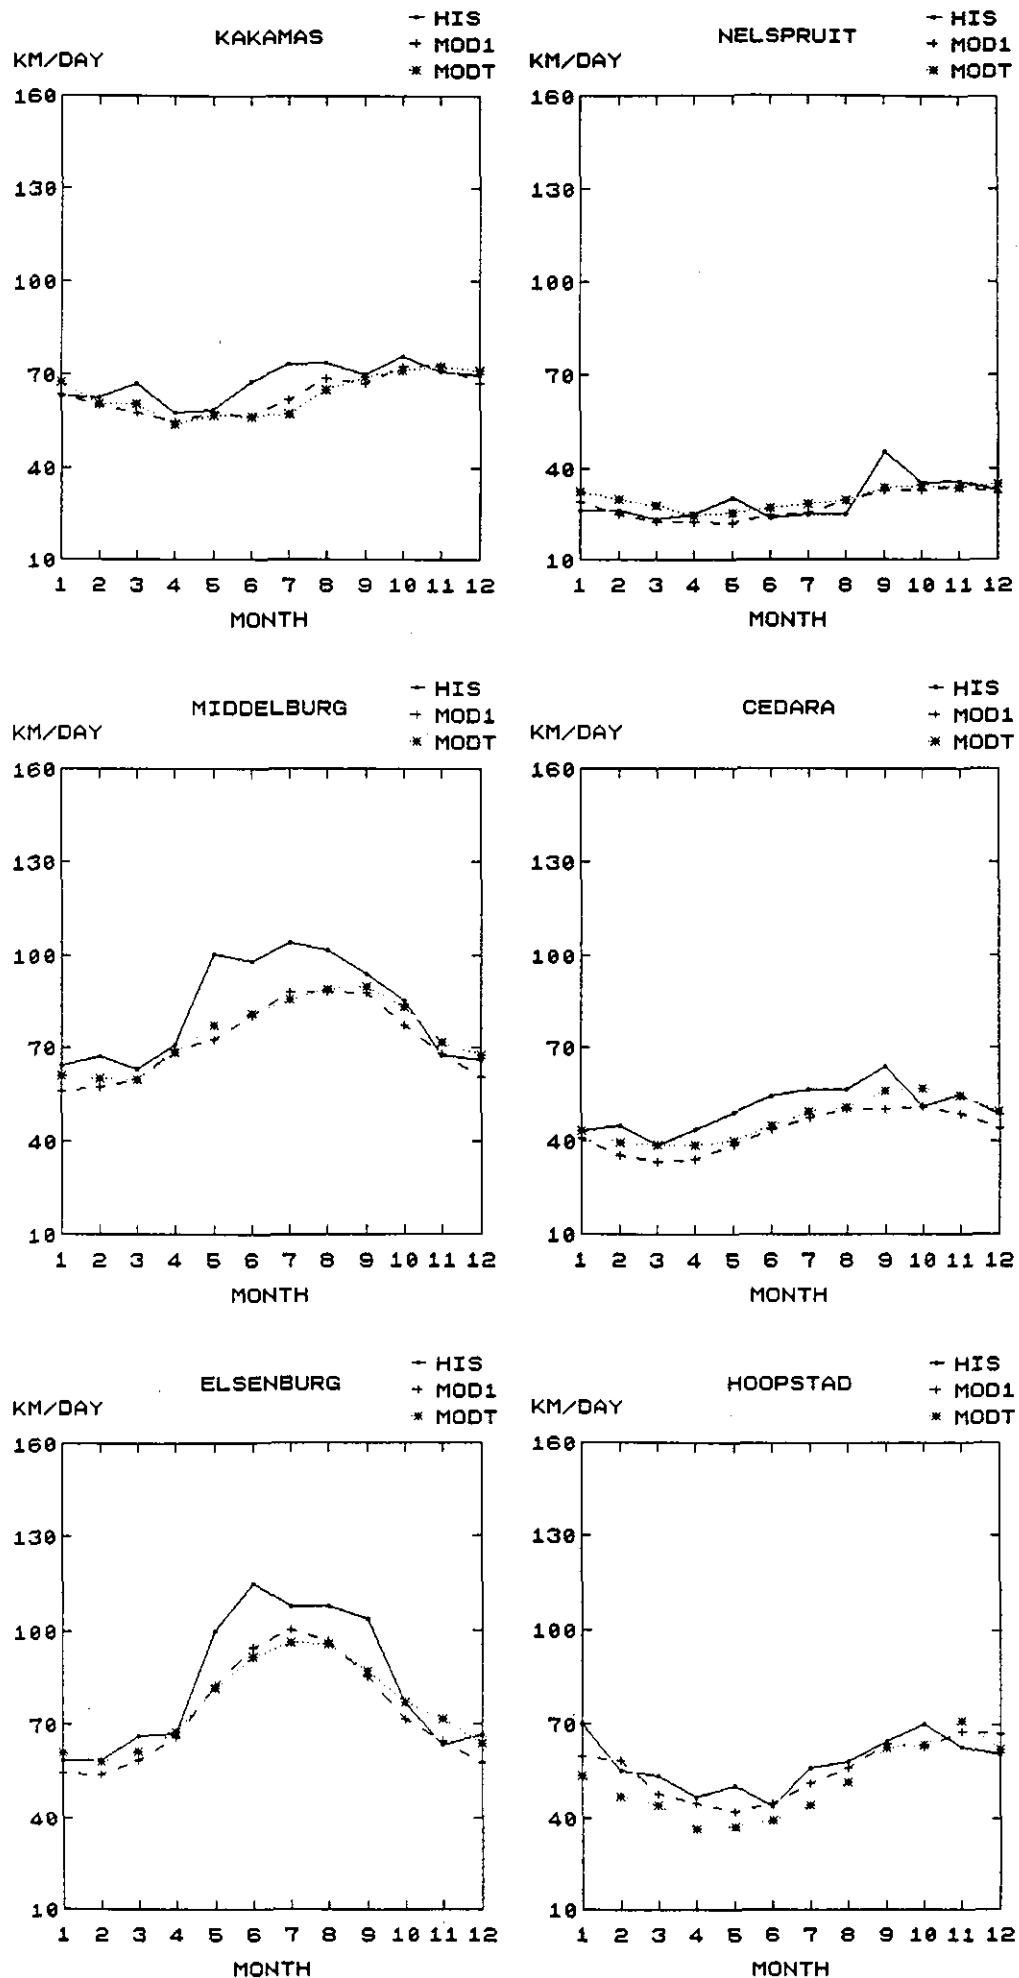 KAKAMAS
HIS
MOD1
MODT
KM/DAY
160
130
100
70
40
10
1 2 3 4 5 6 7 8 9 10 11 12
MONTH
NELSPRUIT
HIS
MOD1
MODT
KM/DAY
160
130
100
70
40
10
1 2 3 4 5 6 7 8 9 10 11 12
MONTH
MIDDELBURG
HIS
MOD1
MODT
KM/DAY
160
130
100
70
40
10
1 2 3 4 5 6 7 8 9 10 11 12
MONTH
CEDARA
HIS
MOD1
MODT
KM/DAY
160
130
100
70
40
10
1 2 3 4 5 6 7 8 9 10 11 12
MONTH
ELSENBURG
HIS
MOD1
MODT
KM/DAY
160
130
100
70
40
10
1 2 3 4 5 6 7 8 9 10 11 12
MONTH
HOOPSTAD
HIS
MOD1
MODT
KM/DAY
160
130
100
70
40
10
1 2 3 4 5 6 7 8 9 10 11 12
MONTH